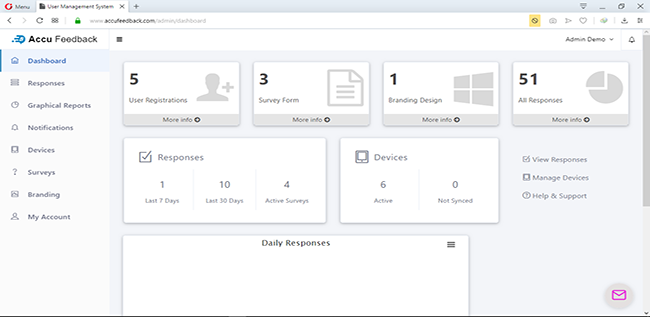 Menu
User Management System
www.accufeedback.com/admin/dashboard
Accu Feedback
Admin Demo
Dashboard
Responses
Graphical Reports
Notifications
Devices
Surveys
Branding
My Account
5
User Registrations
More info
3
Survey Form
More info
1
Branding Design
More info
51
All Responses
More info
Responses
1
10
4
Last 7 Days
Last 30 Days
Active Surveys
Devices
6
0
Active
Not Synced
View Responses
Manage Devices
Help & Support
Daily Responses